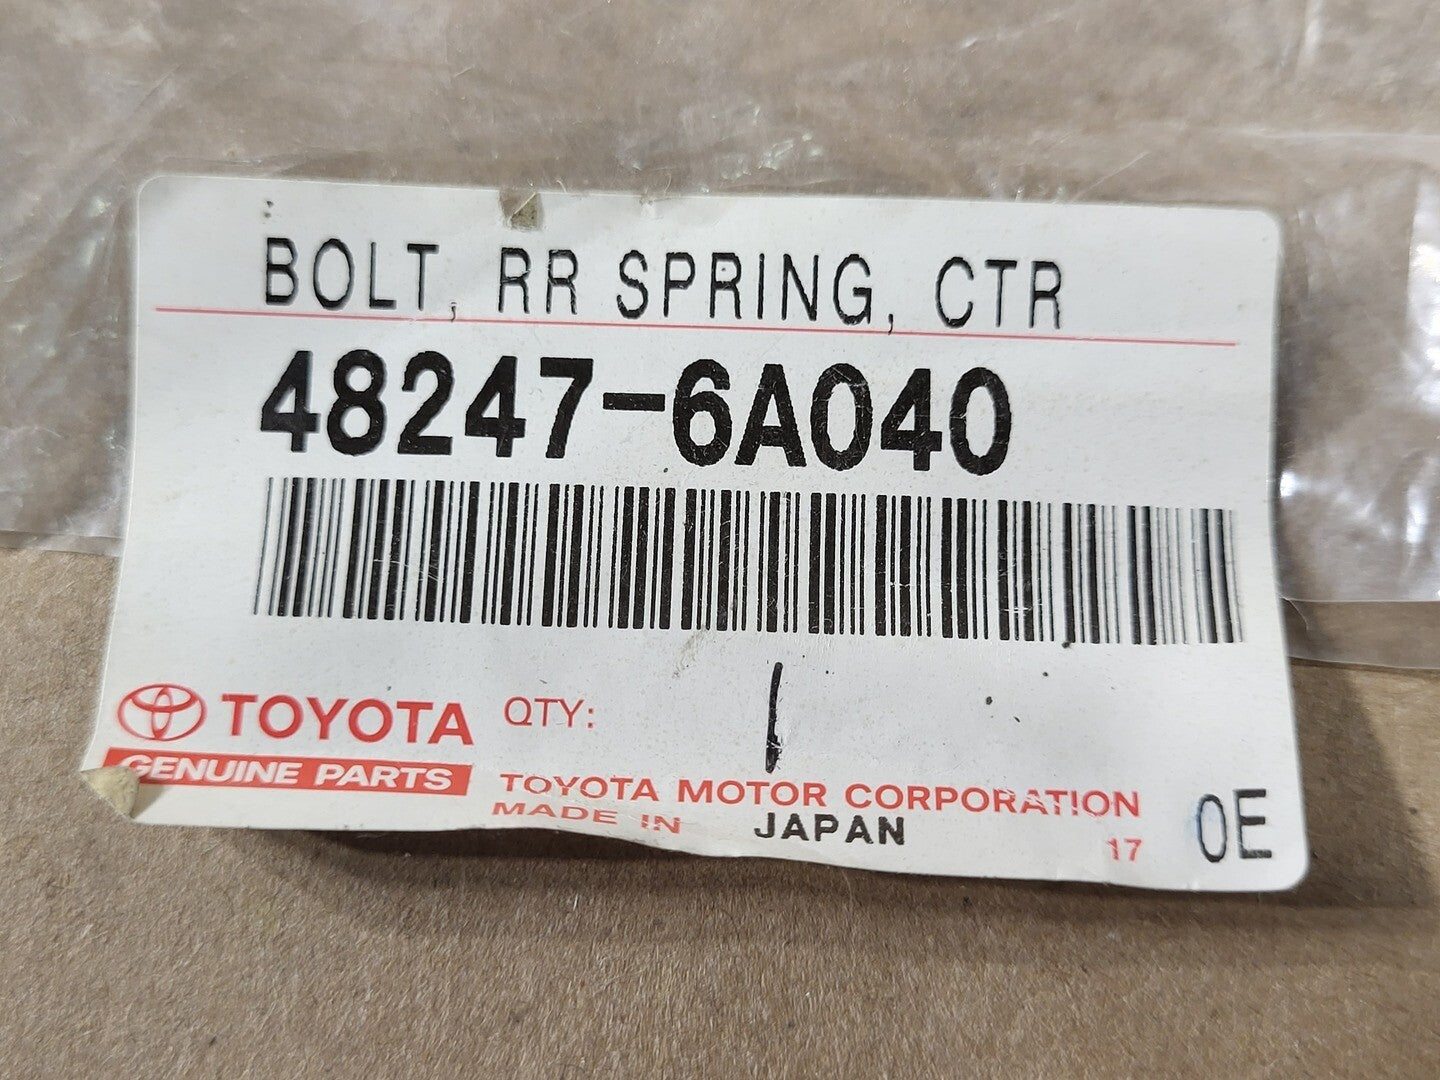 BOLT, RR SPRING, CTR
48247-6A040
TOYOTA QTY: 1
GENUINE PARTS
TOYOTA MOTOR CORPORATION
MADE IN JAPAN
17 0E